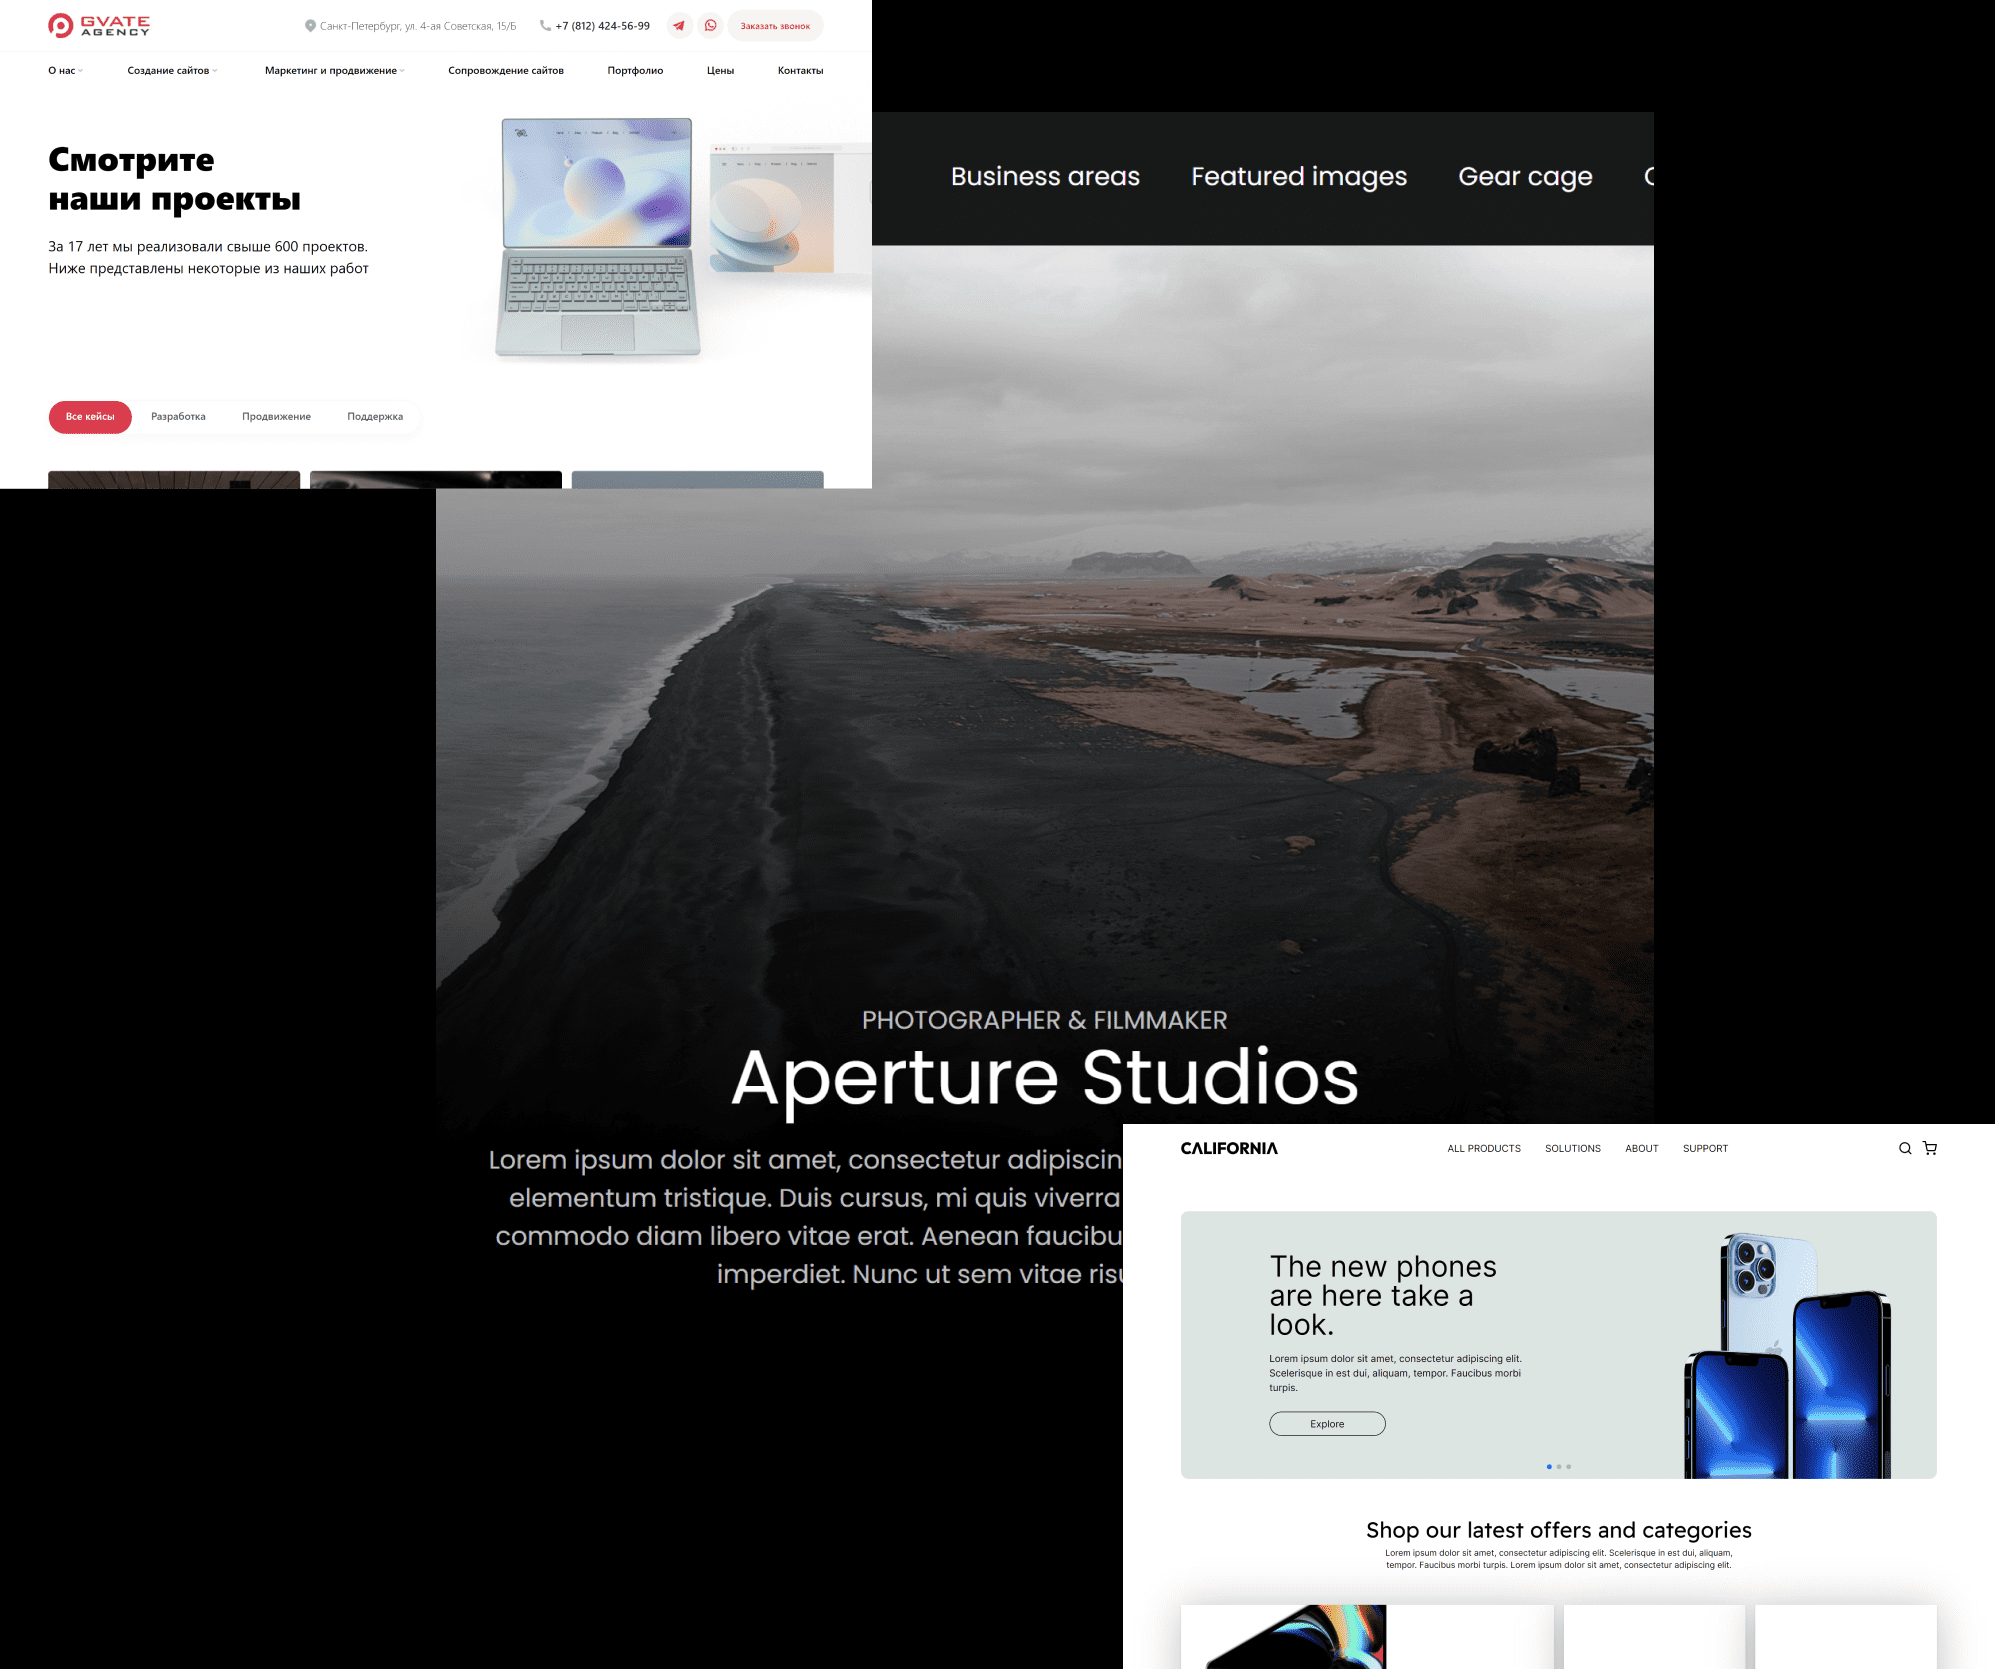 GVATE
AGENCY
Санкт-Петербург, ул. 4-ая Советская, 15/Б
+7 (812) 424-56-99
Заказать звонок
О нас
Создание сайтов
Маркетинг и продвижение
Сопровождение сайтов
Портфолио
Цены
Контакты
Смотрите
наши проекты
За 17 лет мы реализовали свыше 600 проектов.
Ниже представлены некоторые из наших работ
Все кейсы
Разработка
Продвижение
Поддержка
Business areas
Featured images
Gear cage
PHOTOGRAPHER & FILMMAKER
Aperture Studios
Lorem ipsum dolor sit amet, consectetur adipiscin
elementum tristique. Duis cursus, mi quis viverra
commodo diam libero vitae erat. Aenean faucibu
imperdiet. Nunc ut sem vitae risu
CALIFORNIA
ALL PRODUCTS
SOLUTIONS
ABOUT
SUPPORT
The new phones
are here take a
look.
Lorem ipsum dolor sit amet, consectetur adipiscing elit.
Scelerisque in est dui, aliquam, tempor. Faucibus morbi
turpis.
Explore
Shop our latest offers and categories
Lorem ipsum dolor sit amet, consectetur adipiscing elit. Scelerisque in est dui, aliquam,
tempor. Faucibus morbi turpis. Lorem ipsum dolor sit amet, consectetur adipiscing elit.